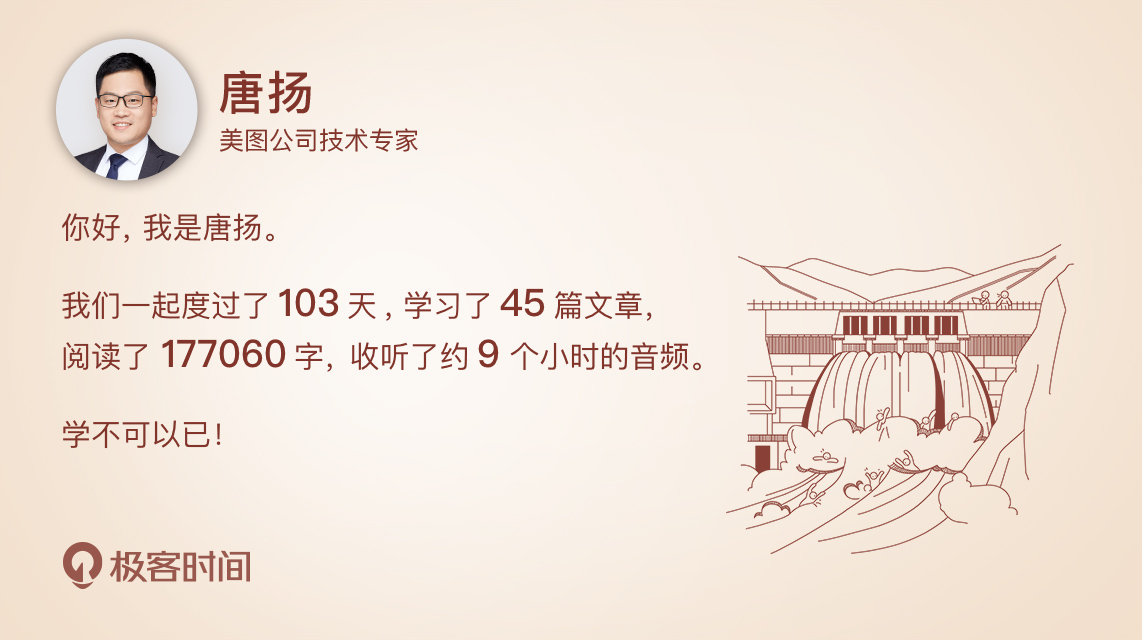 唐扬
美图公司技术专家
你好，我是唐扬。
我们一起度过了 103 天，学习了 45 篇文章，
阅读了 177060 字，收听了约 9 个小时的音频。
学不可以已！
极客时间